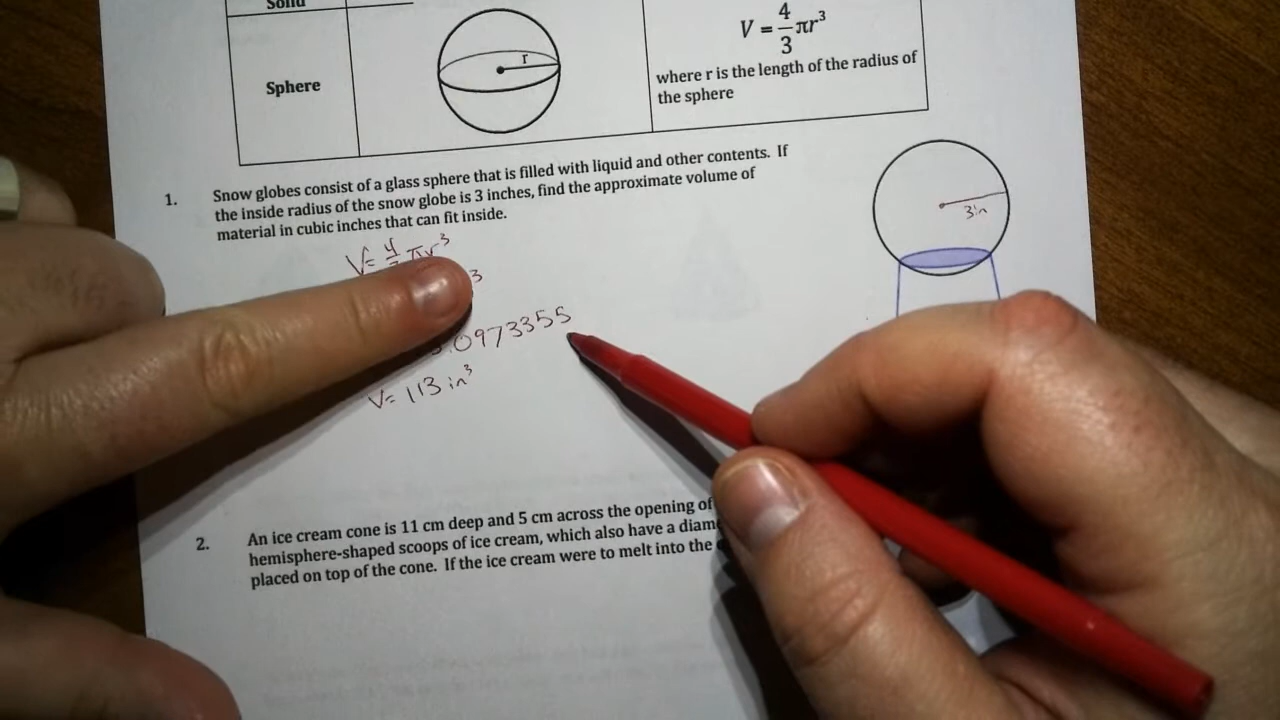 Solid
Sphere
r
V = 4/3 πr³
where r is the length of the radius of
the sphere
1. Snow globes consist of a glass sphere that is filled with liquid and other contents. If
the inside radius of the snow globe is 3 inches, find the approximate volume of
material in cubic inches that can fit inside.
3in
V= 4 πr³
3
.0973355
V= 113 in³
2. An ice cream cone is 11 cm deep and 5 cm across the opening of
hemisphere-shaped scoops of ice cream, which also have a
placed on top of the cone. If the ice cream were to melt into the